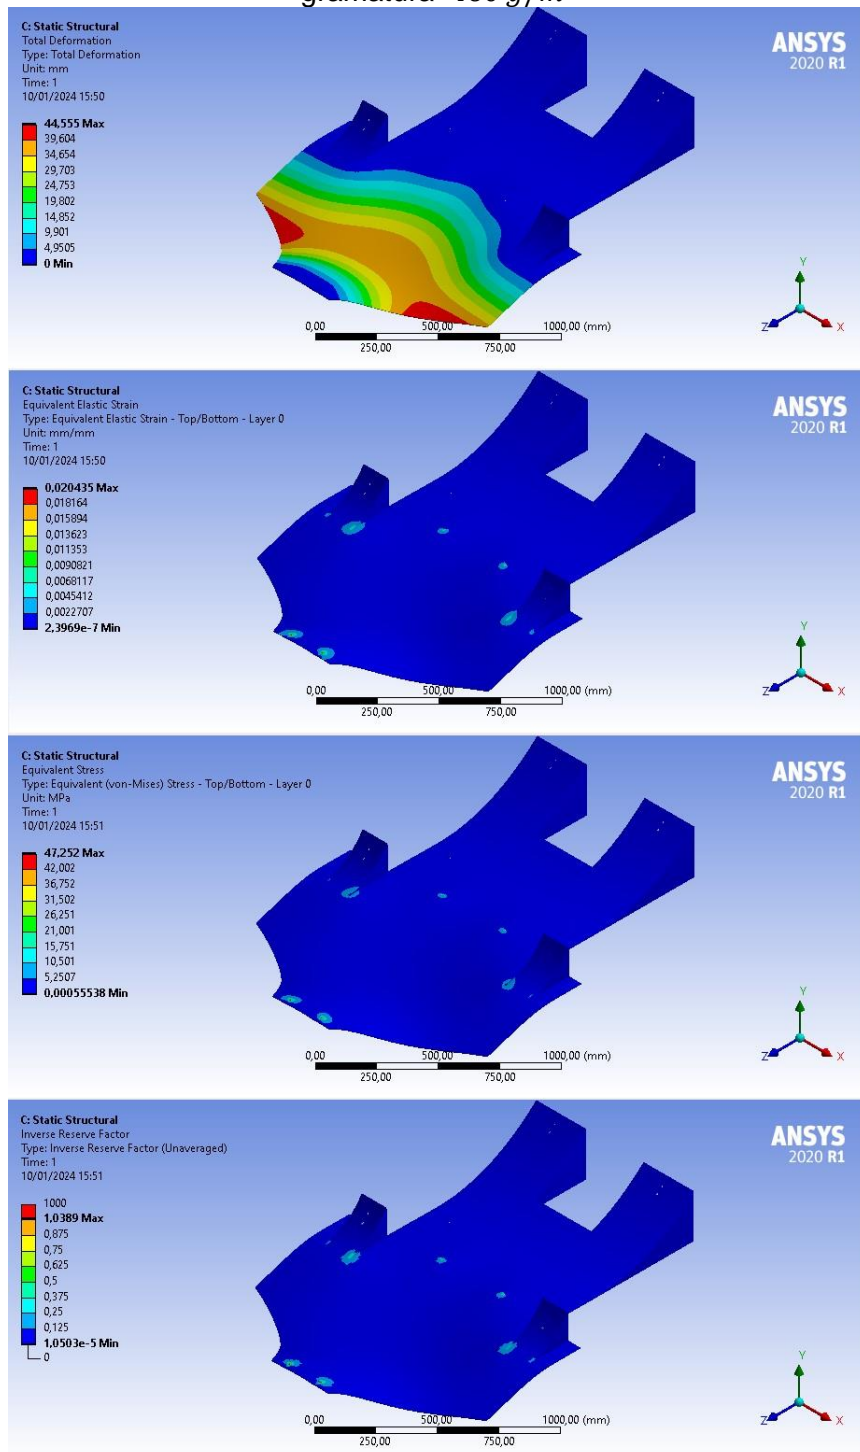 C: Static Structural
Total Deformation
Type: Total Deformation
Unit: mm
Time: 1
10/01/2024 15:50
44,555 Max
39,604
34,654
29,703
24,753
19,802
14,852
9,901
4,9505
0 Min
ANSYS
2020 R1
0,00 500,00 1000,00 (mm)
250,00 750,00
Y
Z X
C: Static Structural
Equivalent Elastic Strain
Type: Equivalent Elastic Strain - Top/Bottom - Layer 0
Unit: mm/mm
Time: 1
10/01/2024 15:50
0,020435 Max
0,018164
0,015894
0,013623
0,011353
0,0090821
0,0068117
0,0045412
0,0022707
2,3969e-7 Min
ANSYS
2020 R1
0,00 500,00 1000,00 (mm)
250,00 750,00
Y
Z X
C: Static Structural
Equivalent Stress
Type: Equivalent (von-Mises) Stress - Top/Bottom - Layer 0
Unit: MPa
Time: 1
10/01/2024 15:51
47,252 Max
42,002
36,752
31,502
26,251
21,001
15,751
10,501
5,2507
0,00055538 Min
ANSYS
2020 R1
0,00 500,00 1000,00 (mm)
250,00 750,00
Y
Z X
C: Static Structural
Inverse Reserve Factor
Type: Inverse Reserve Factor (Unaveraged)
Time: 1
10/01/2024 15:51
1000
1,0389 Max
0,875
0,75
0,625
0,5
0,375
0,25
0,125
1,0503e-5 Min
0
ANSYS
2020 R1
0,00 500,00 1000,00 (mm)
250,00 750,00
Y
Z X